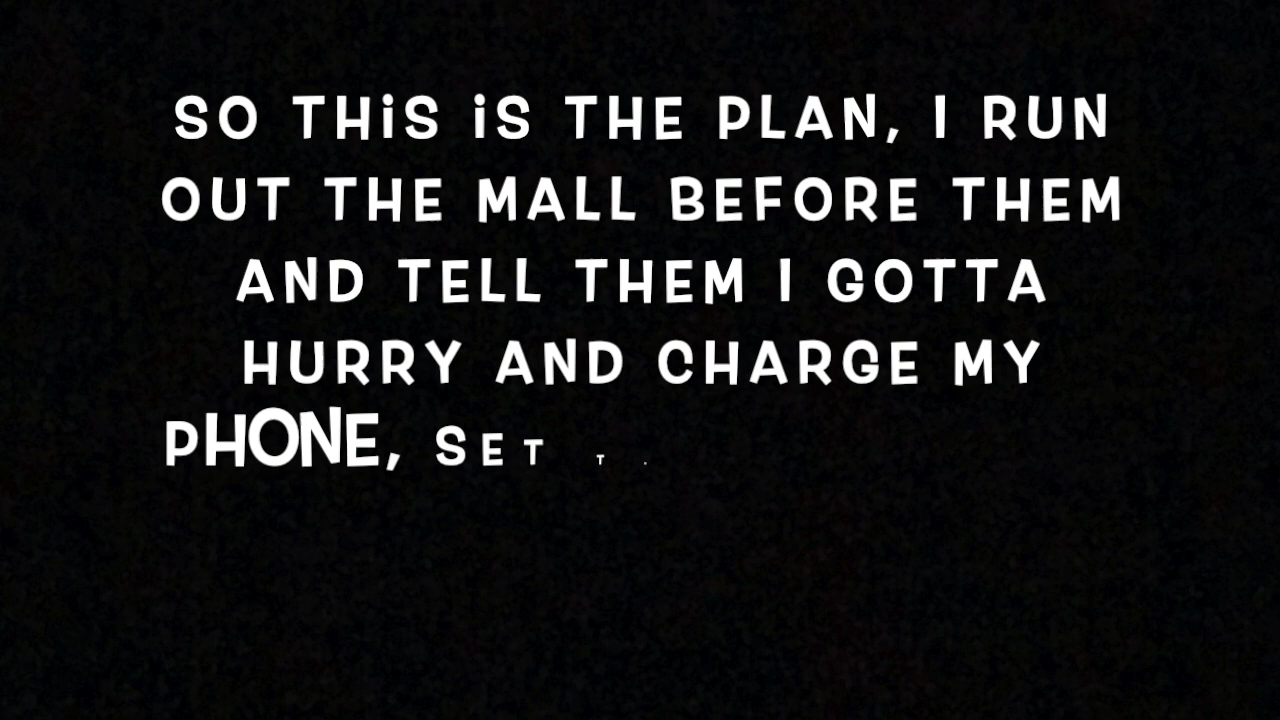 SO THiS iS THE PLAN, I RUN
OUT THE MALL BEFORE THEM
AND TELL THEM I GOTTA
HURRY AND CHARGE MY
PHONE, SET T